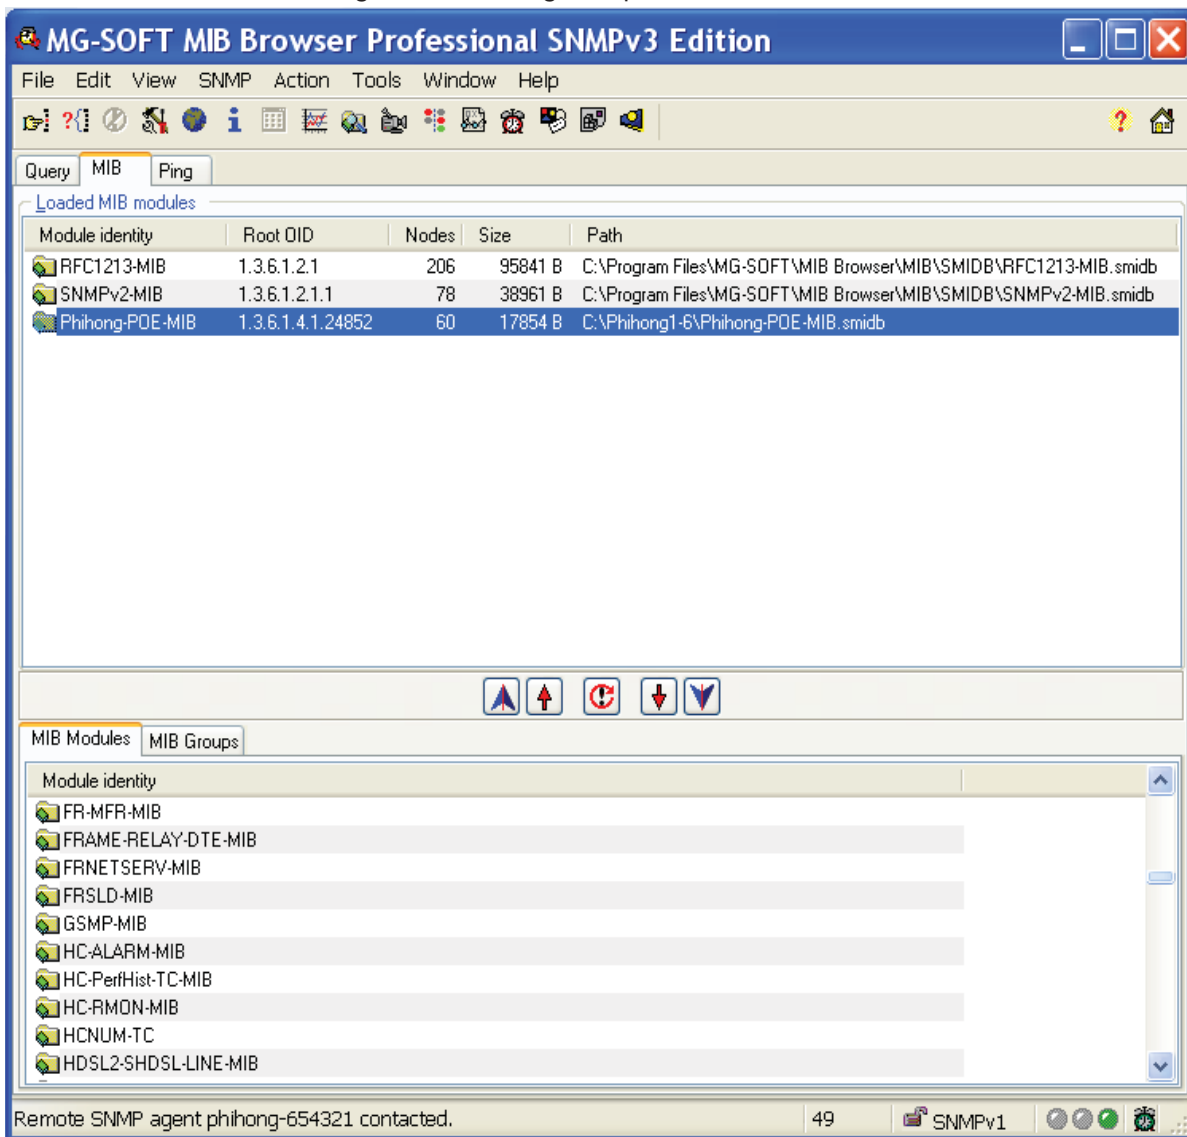 MG-SOFT MIB Browser Professional SNMPv3 Edition
File Edit View SNMP Action Tools Window Help
Query MIB Ping
Loaded MIB modules
Module identity Root OID Nodes Size Path
RFC1213-MIB 1.3.6.1.2.1 206 95841 B C:\Program Files\MG-SOFT\MIB Browser\MIB\SMIDB\RFC1213-MIB.smidb
SNMPv2-MIB 1.3.6.1.2.1.1 78 38961 B C:\Program Files\MG-SOFT\MIB Browser\MIB\SMIDB\SNMPv2-MIB.smidb
Phihong-POE-MIB 1.3.6.1.4.1.24852 60 17854 B C:\Phihong1-6\Phihong-POE-MIB.smidb
MIB Modules MIB Groups
Module identity
FR-MFR-MIB
FRAME-RELAY-DTE-MIB
FRNETSERV-MIB
FRSLD-MIB
GSMP-MIB
HC-ALARM-MIB
HC-PerfHist-TC-MIB
HC-RMON-MIB
HCNUM-TC
HDSL2-SHDSL-LINE-MIB
Remote SNMP agent phihong-654321 contacted. 49 SNMPv1